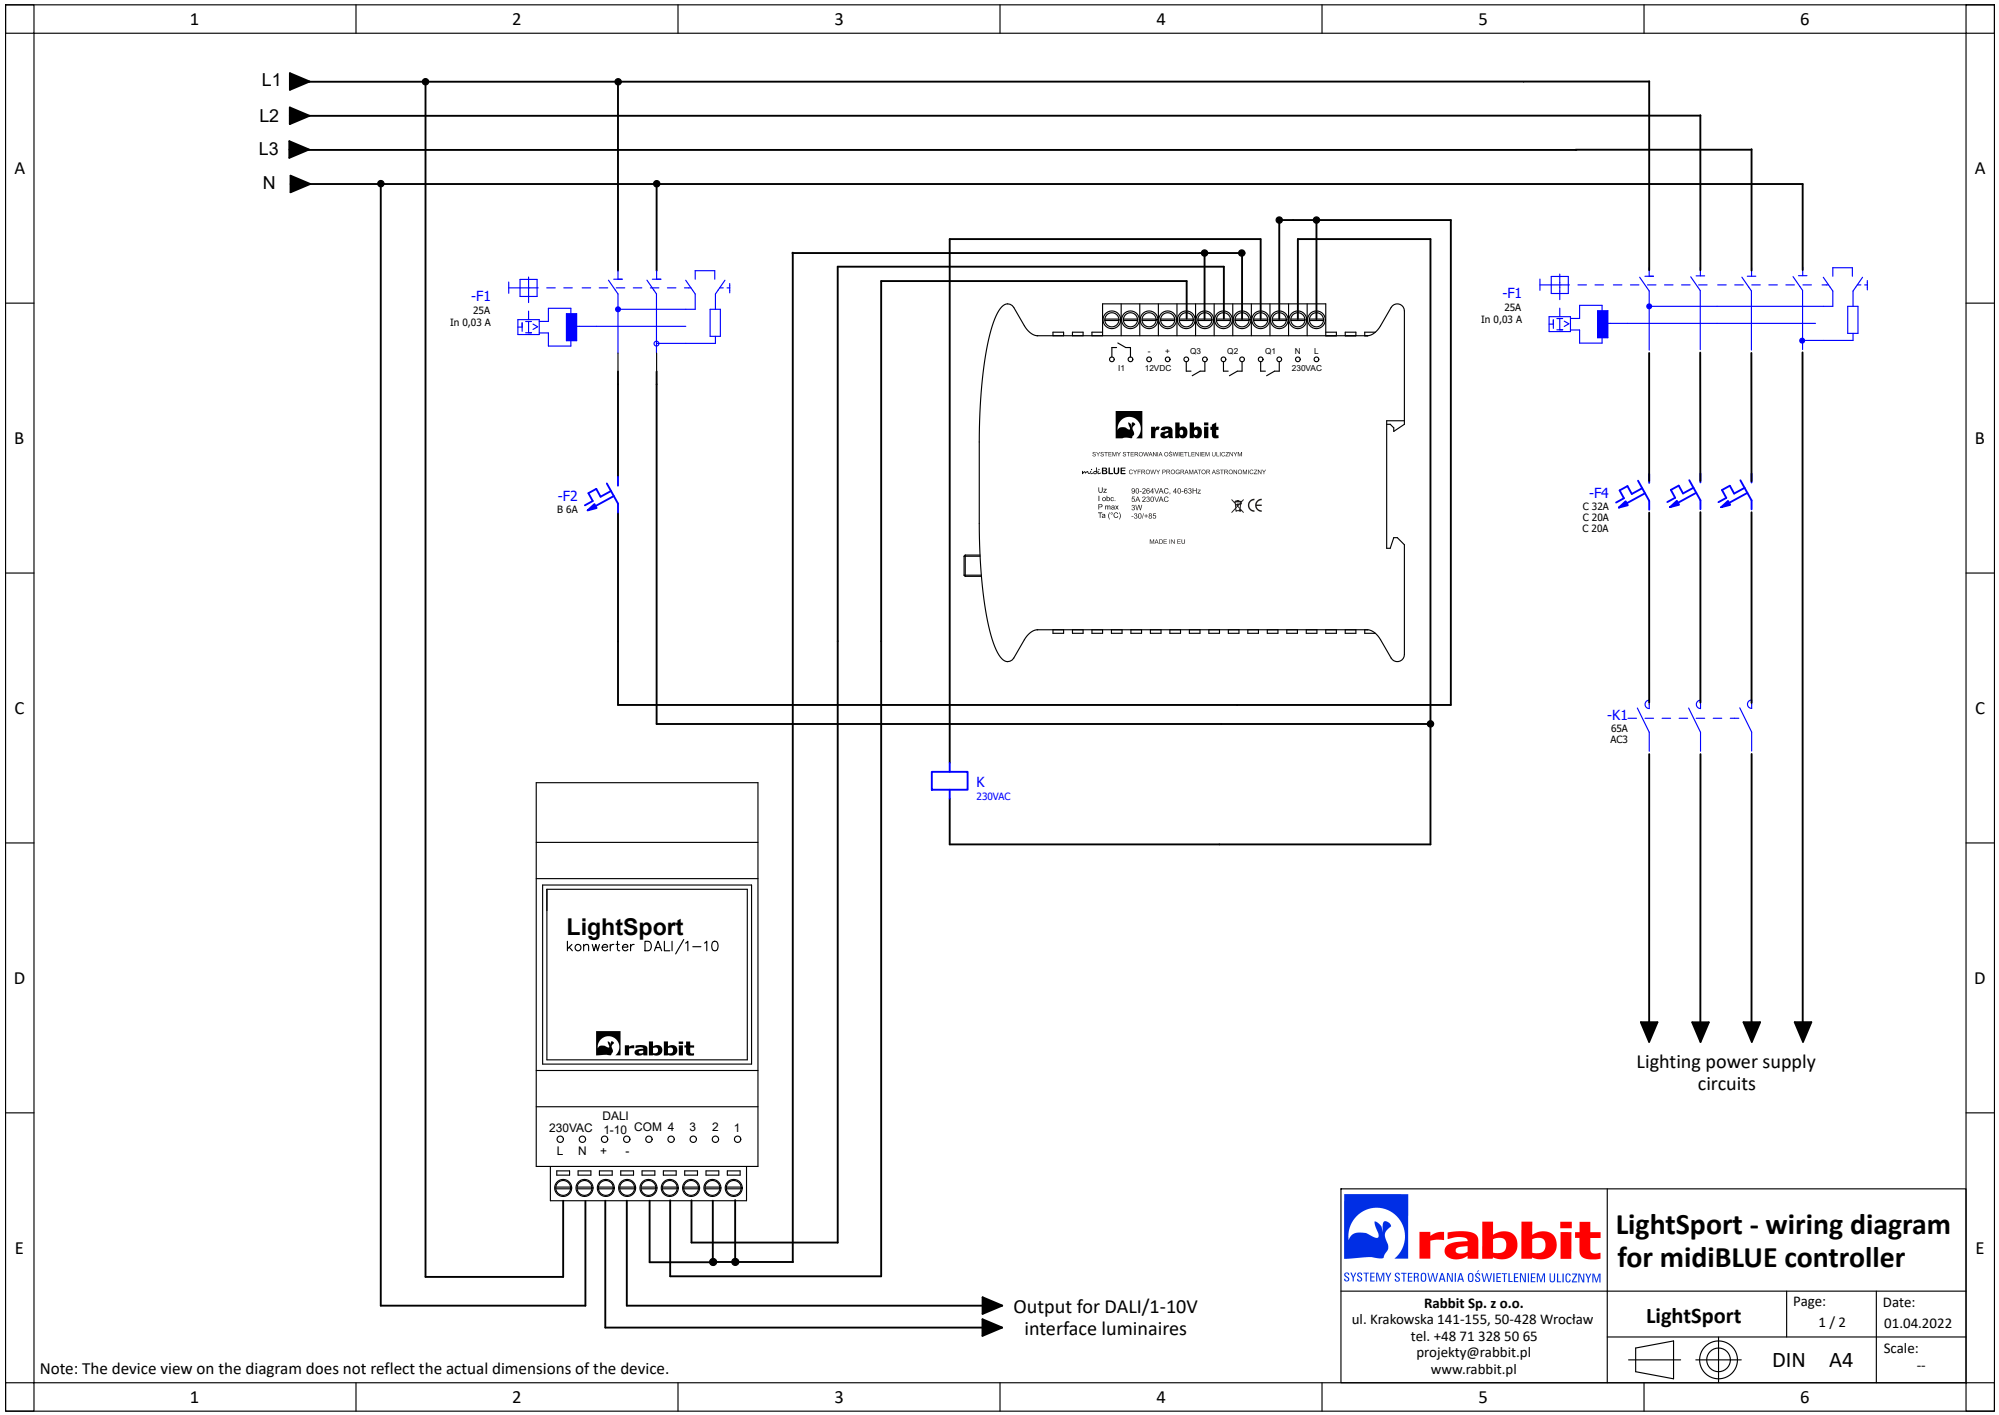 1 2 3 4 5 6
A
B
C
D
E
A
B
C
D
E
L1
L2
L3
N
-F1
25A
In 0,03 A
-F1
25A
In 0,03 A
I1
- +
12VDC
Q3
Q2
Q1
N L
230VAC
rabbit
SYSTEMY STEROWANIA OŚWIETLENIEM ULICZNYM
midiBLUE CYFROWY PROGRAMATOR ASTRONOMICZNY
Uz 90-264VAC, 40-63Hz
I obc. 5A 230VAC
P max 3W
Ta (°C) -30/+85
CE
MADE IN EU
-F2
B 6A
-F4
C 32A
C 20A
C 20A
-K1
65A
AC3
K
230VAC
LightSport
konwerter DALI/1-10
rabbit
DALI
230VAC 1-10 COM 4 3 2 1
L N + -
Lighting power supply
circuits
Output for DALI/1-10V
interface luminaires
rabbit
SYSTEMY STEROWANIA OŚWIETLENIEM ULICZNYM
LightSport - wiring diagram
for midiBLUE controller
Rabbit Sp. z o.o.
ul. Krakowska 141-155, 50-428 Wrocław
tel. +48 71 328 50 65
projekty@rabbit.pl
www.rabbit.pl
LightSport
Page:
1 / 2
Date:
01.04.2022
DIN A4
Scale:
--
Note: The device view on the diagram does not reflect the actual dimensions of the device.
1 2 3 4 5 6